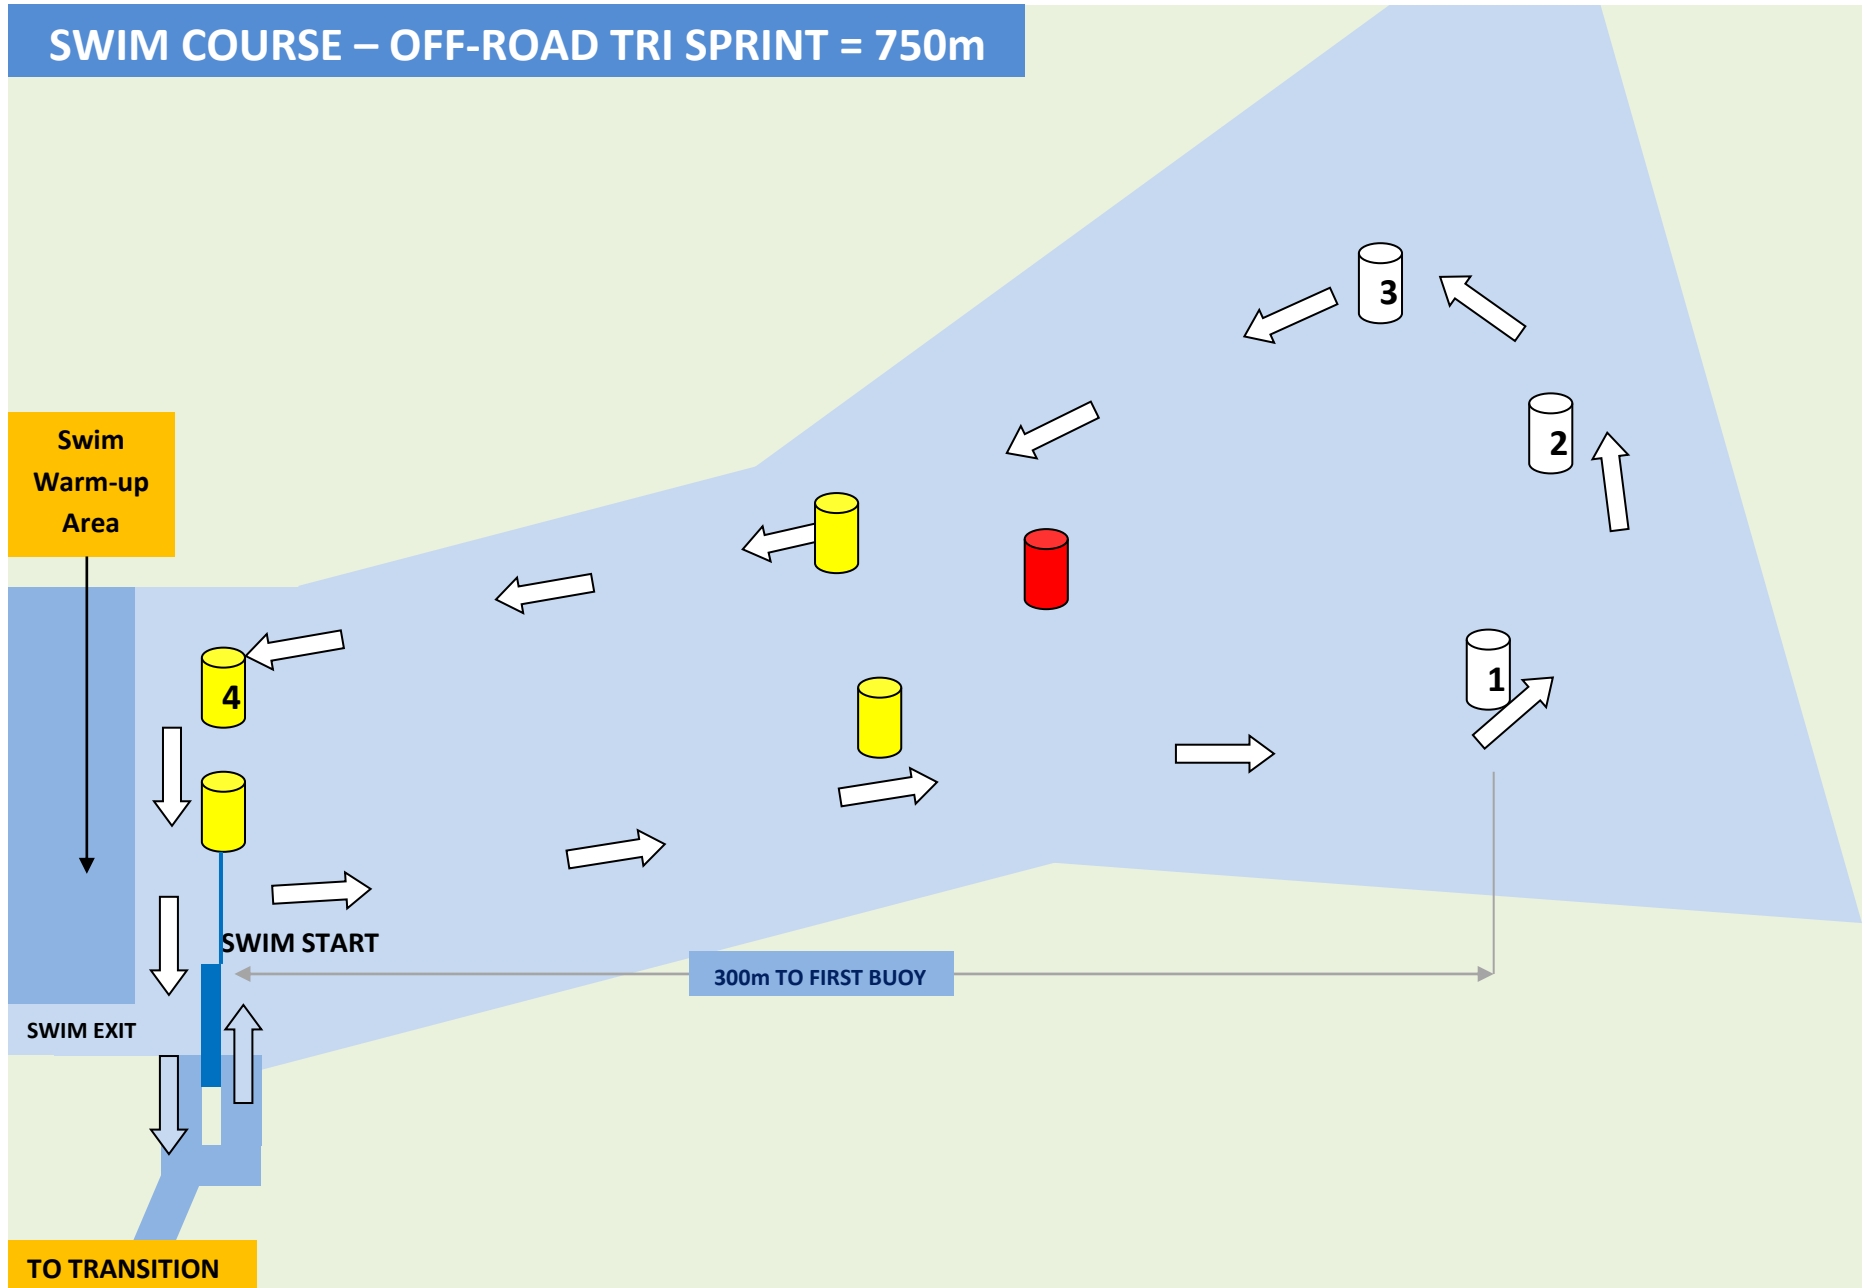 SWIM COURSE – OFF-ROAD TRI SPRINT = 750m
3
Swim
Warm-up
Area
2
4
1
SWIM START
300m TO FIRST BUOY
SWIM EXIT
TO TRANSITION